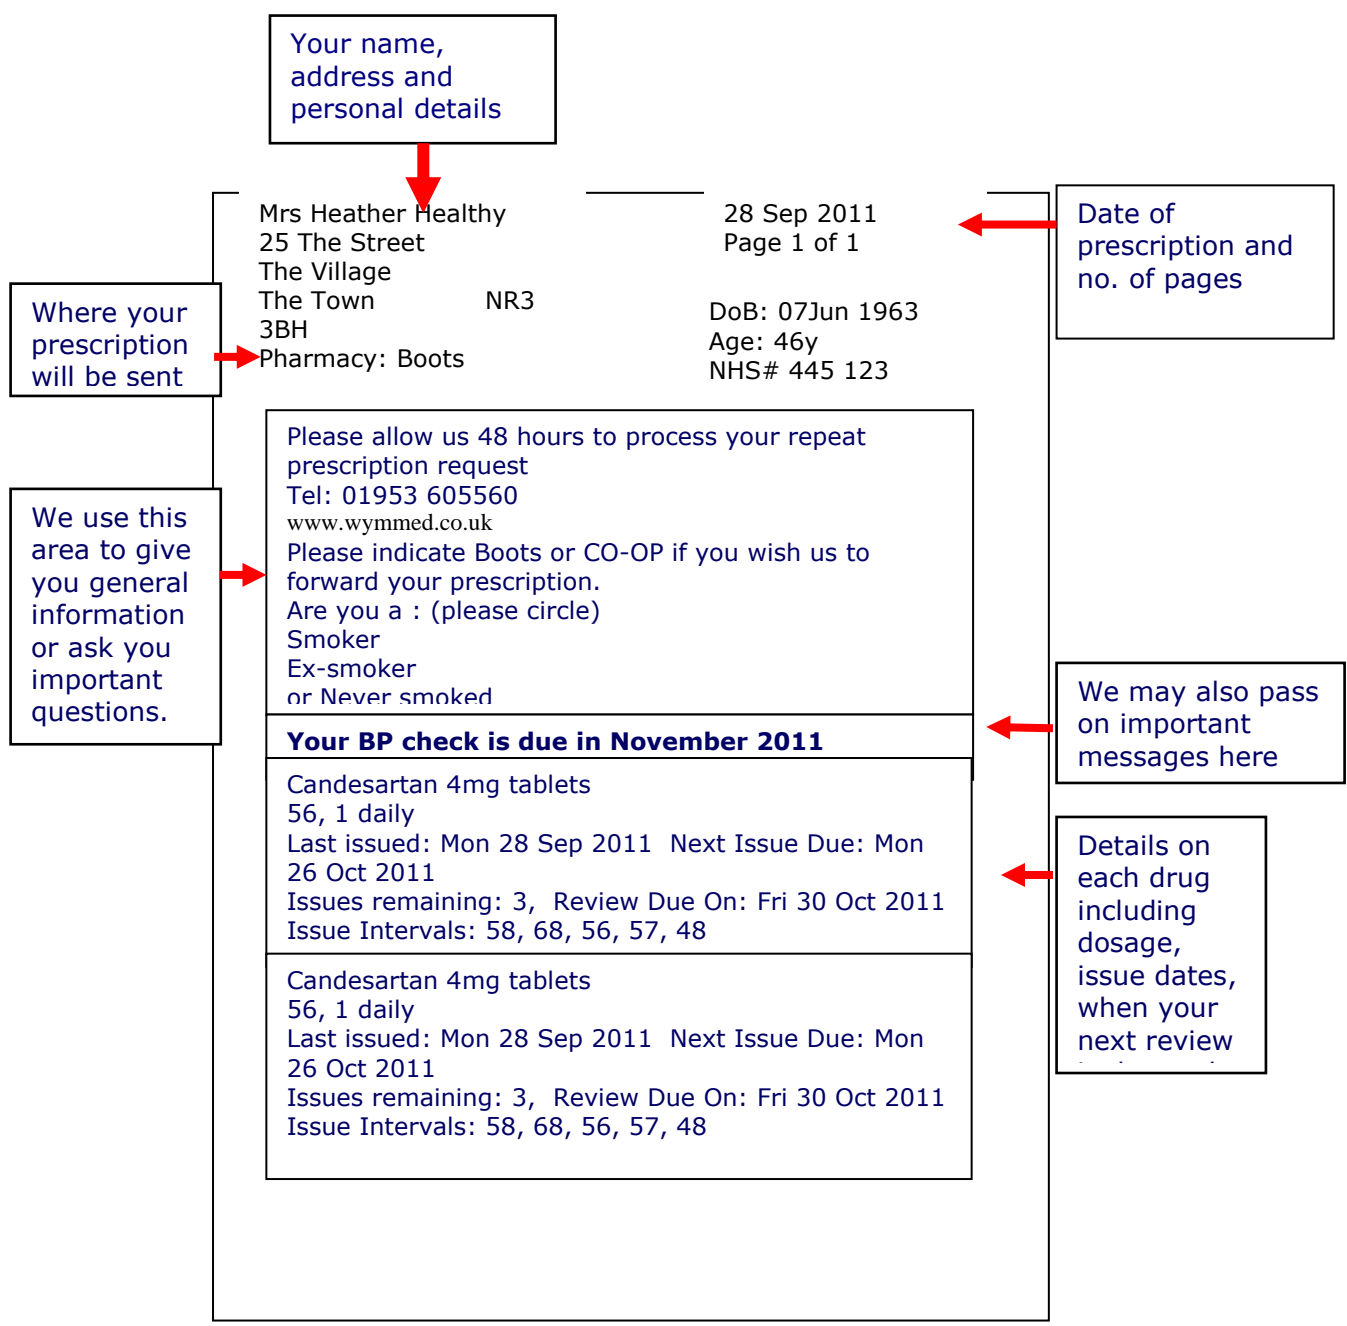 Your name,
address and
personal details
Mrs Heather Healthy
25 The Street
The Village
The Town NR3
3BH
Pharmacy: Boots
28 Sep 2011
Page 1 of 1
DoB: 07Jun 1963
Age: 46y
NHS# 445 123
Date of
prescription and
no. of pages
Where your
prescription
will be sent
Please allow us 48 hours to process your repeat
prescription request
Tel: 01953 605560
www.wymmed.co.uk
Please indicate Boots or CO-OP if you wish us to
forward your prescription.
Are you a : (please circle)
Smoker
Ex-smoker
or Never smoked
We use this
area to give
you general
information
or ask you
important
questions.
Your BP check is due in November 2011
We may also pass
on important
messages here
Candesartan 4mg tablets
56, 1 daily
Last issued: Mon 28 Sep 2011 Next Issue Due: Mon
26 Oct 2011
Issues remaining: 3, Review Due On: Fri 30 Oct 2011
Issue Intervals: 58, 68, 56, 57, 48
Details on
each drug
including
dosage,
issue dates,
when your
next review
Candesartan 4mg tablets
56, 1 daily
Last issued: Mon 28 Sep 2011 Next Issue Due: Mon
26 Oct 2011
Issues remaining: 3, Review Due On: Fri 30 Oct 2011
Issue Intervals: 58, 68, 56, 57, 48